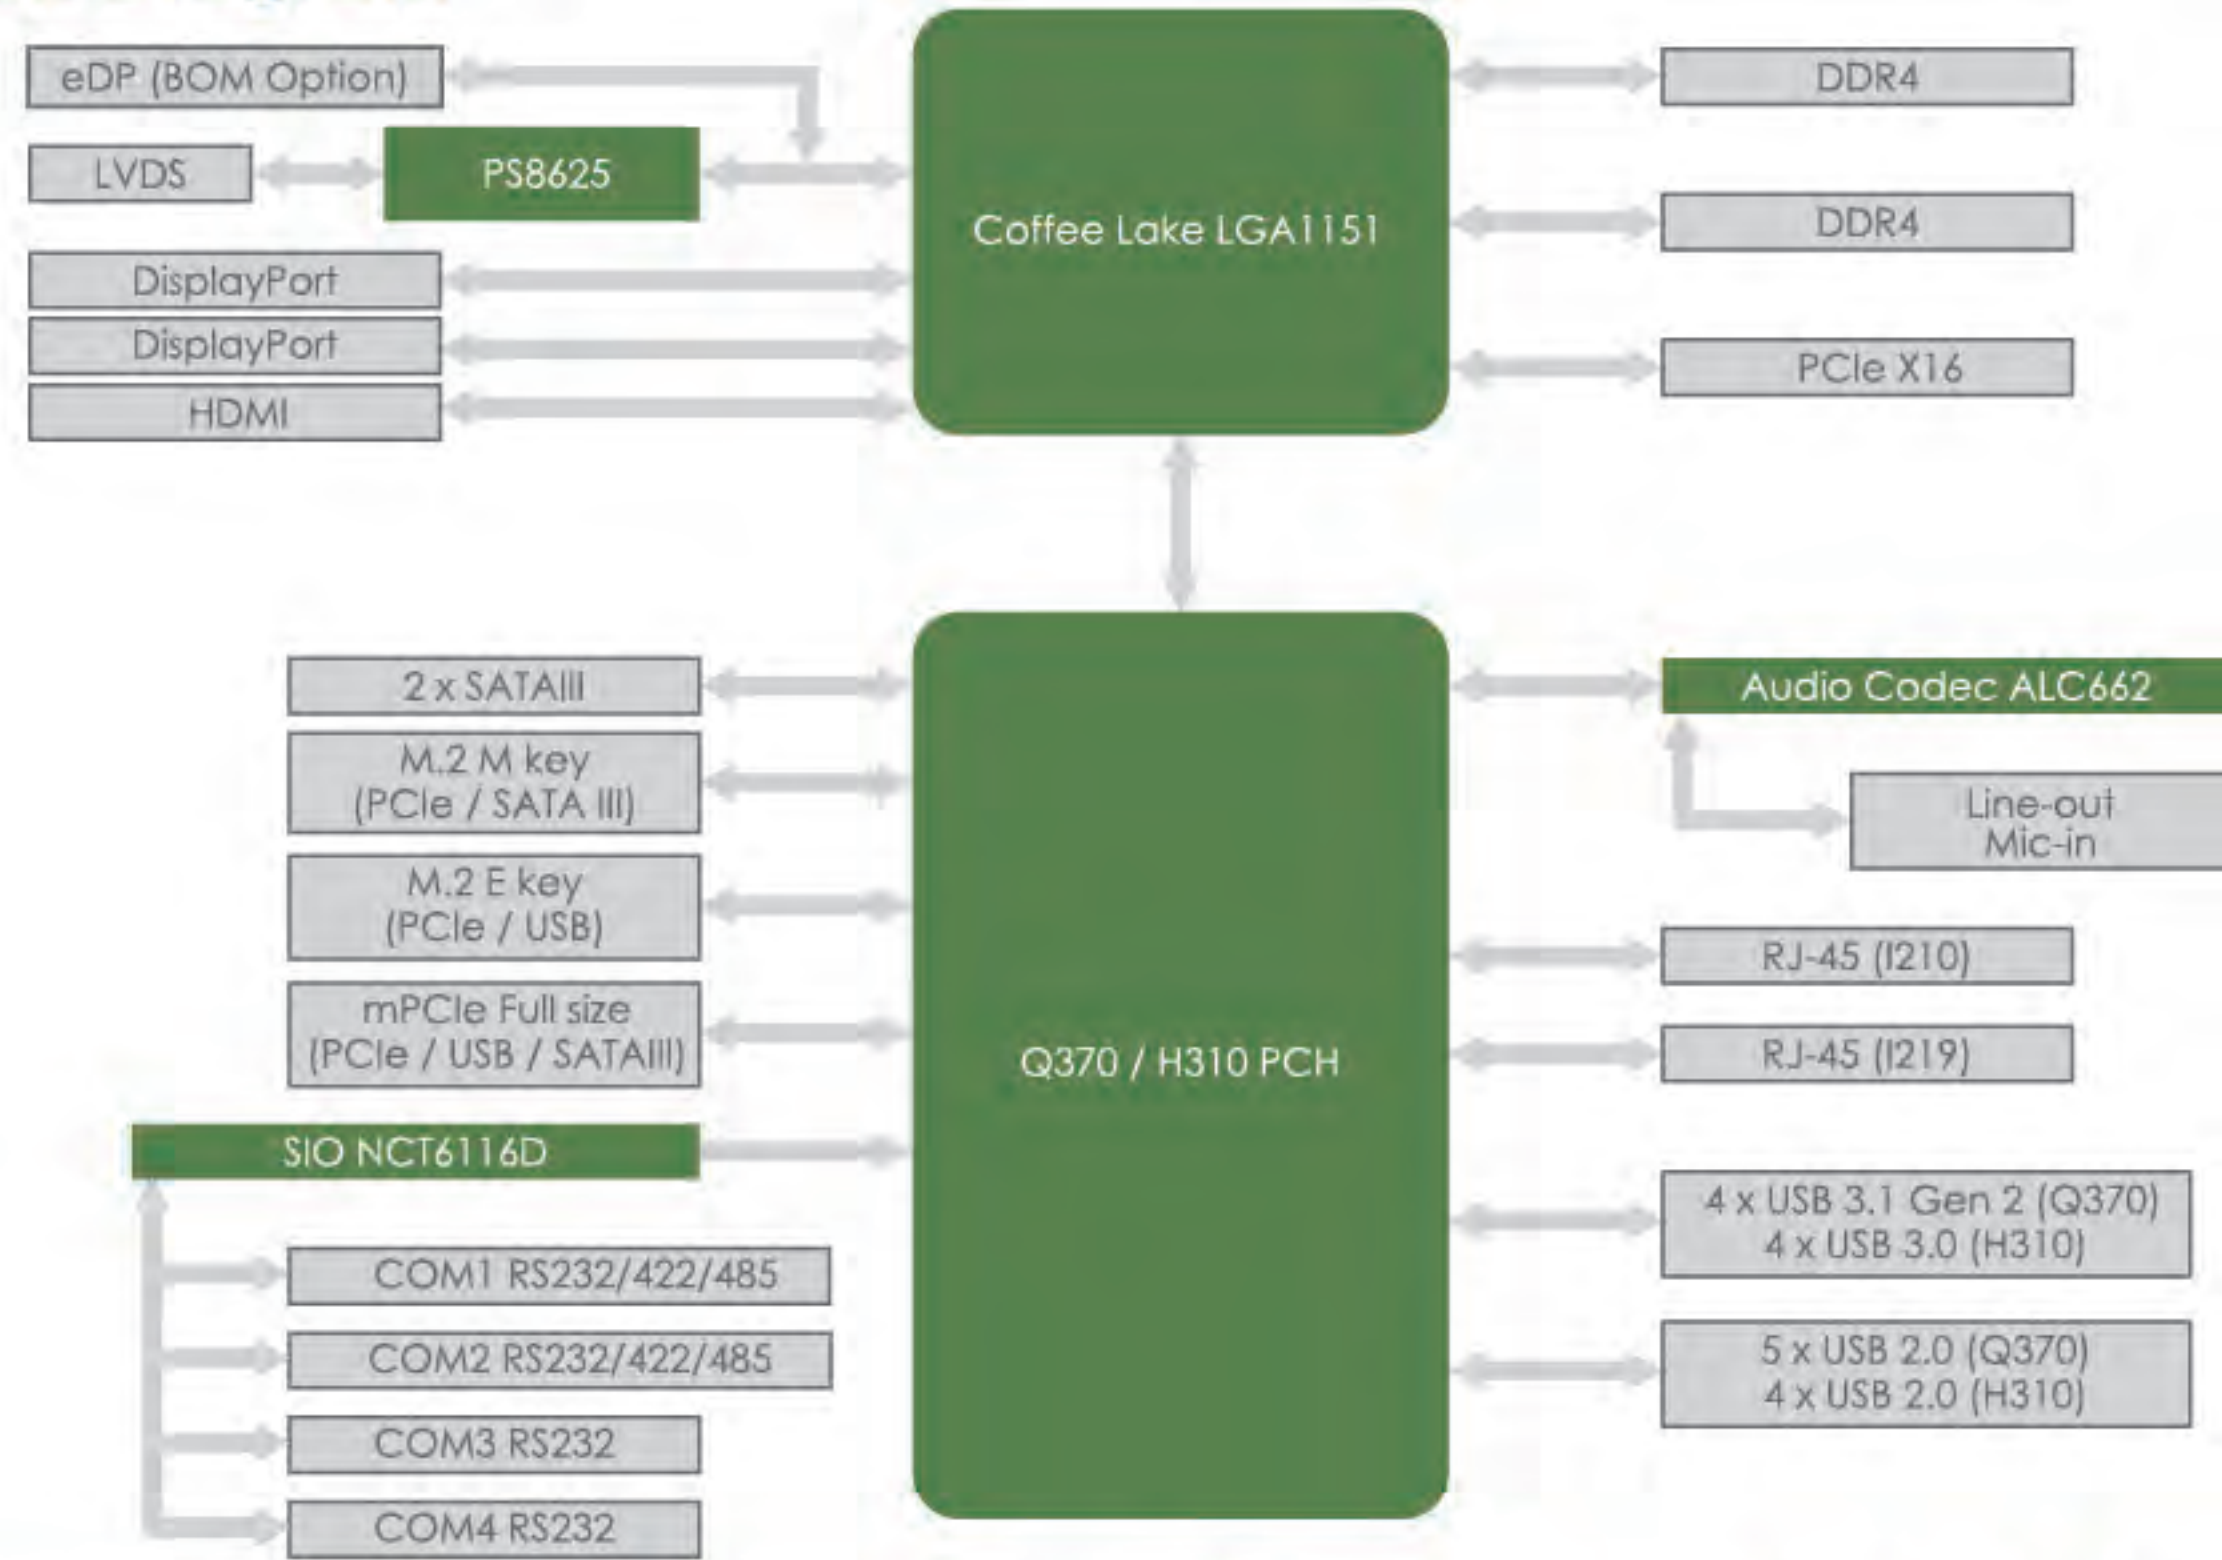 eDP (BOM Option)
LVDS
PS8625
DisplayPort
DisplayPort
HDMI
Coffee Lake LGA1151
DDR4
DDR4
PCIe X16
2 x SATAIII
M.2 M key
(PCIe / SATA III)
M.2 E key
(PCIe / USB)
mPCIe Full size
(PCIe / USB / SATAIII)
SIO NCT6116D
COM1 RS232/422/485
COM2 RS232/422/485
COM3 RS232
COM4 RS232
Q370 / H310 PCH
Audio Codec ALC662
Line-out
Mic-in
RJ-45 (I210)
RJ-45 (I219)
4 x USB 3.1 Gen 2 (Q370)
4 x USB 3.0 (H310)
5 x USB 2.0 (Q370)
4 x USB 2.0 (H310)